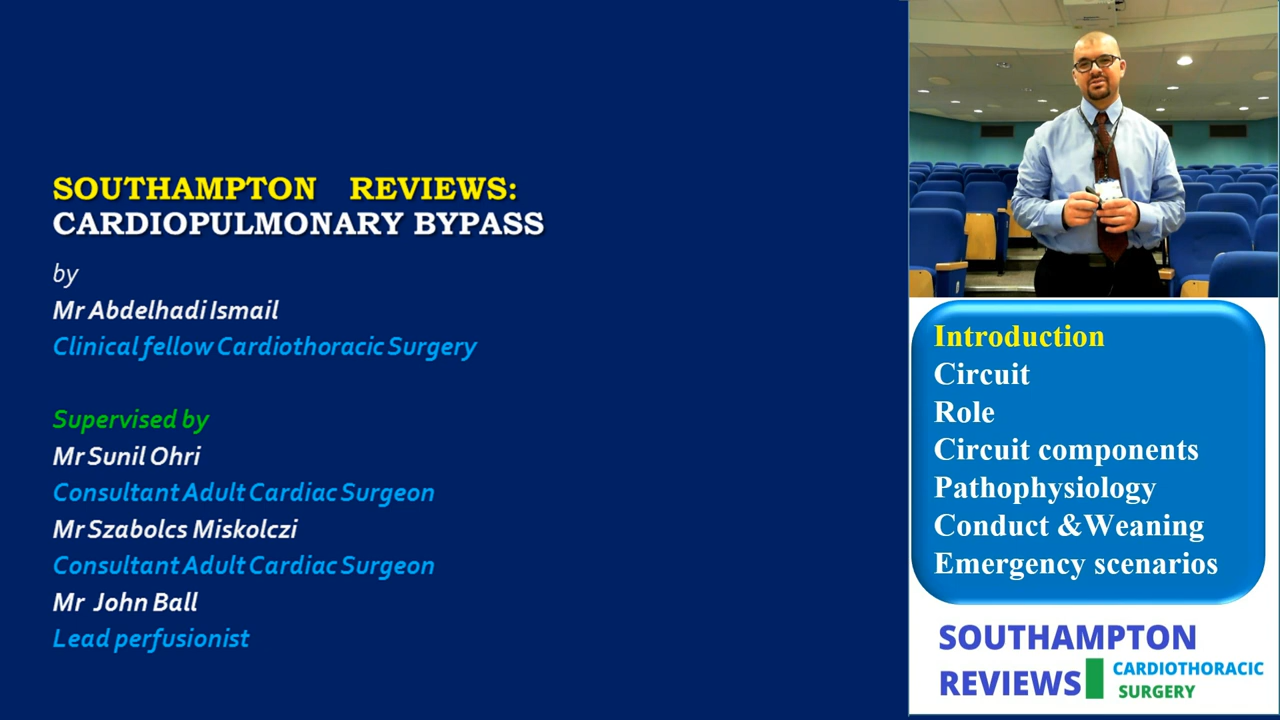 SOUTHAMPTON REVIEWS:
CARDIOPULMONARY BYPASS
by
Mr Abdelhadi Ismail
Clinical fellow Cardiothoracic Surgery
Supervised by
Mr Sunil Ohri
Consultant Adult Cardiac Surgeon
Mr Szabolcs Miskolczi
Consultant Adult Cardiac Surgeon
Mr John Ball
Lead perfusionist
Introduction
Circuit
Role
Circuit components
Pathophysiology
Conduct &Weaning
Emergency scenarios
SOUTHAMPTON
REVIEWS
CARDIOTHORACIC
SURGERY